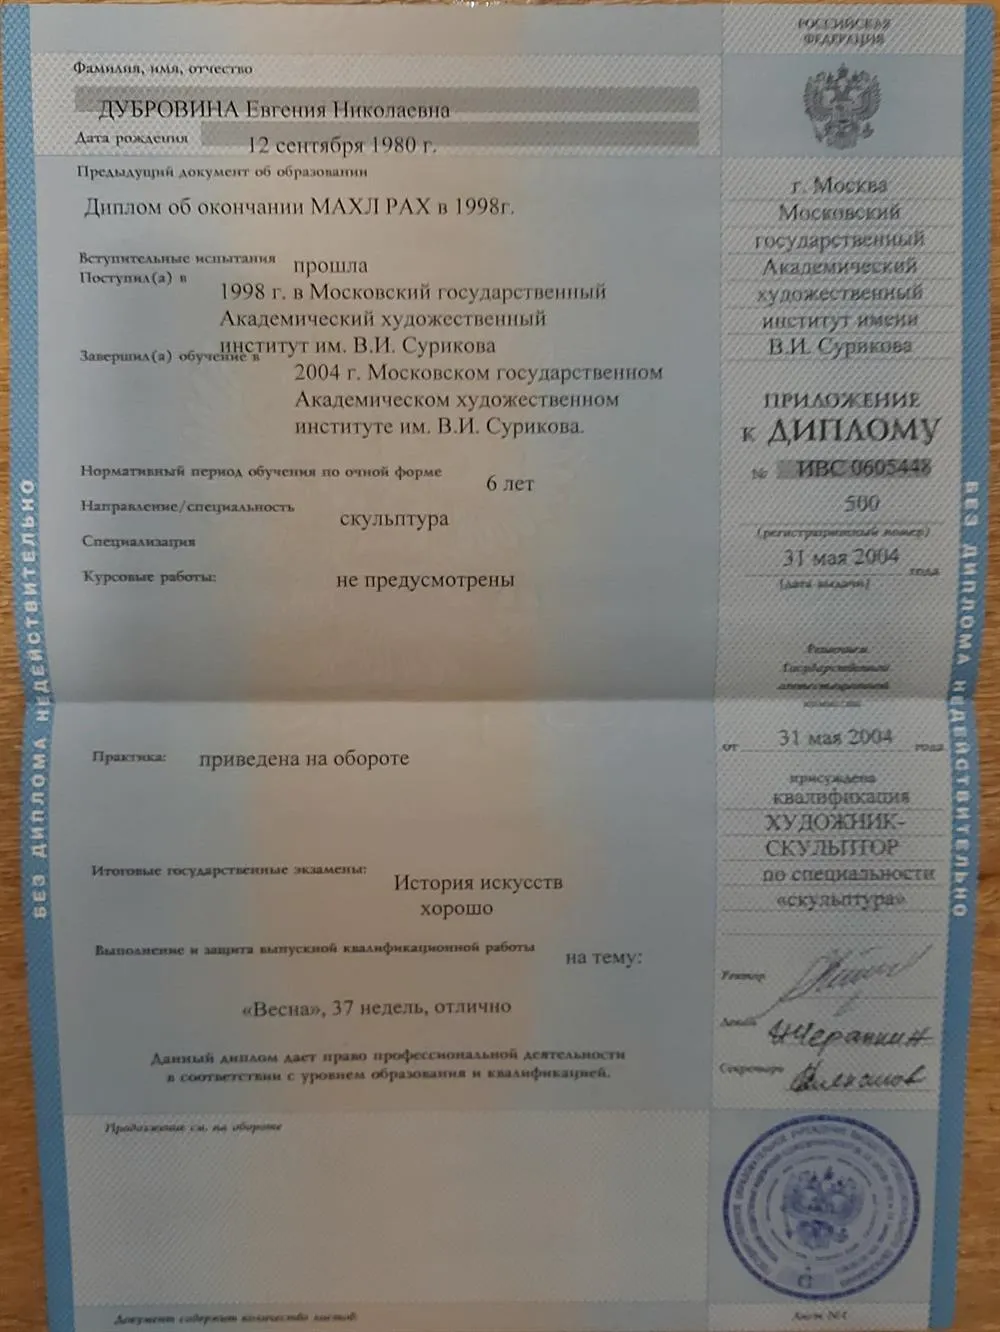 Фамилия, имя, отчество
ДУБРОВИНА Евгения Николаевна
Дата рождения
12 сентября 1980 г.
Предыдущий документ об образовании
Диплом об окончании МАХЛ РАХ в 1998г.
Вступительные испытания
прошла
Поступил(а) в
1998 г. в Московский государственный
Академический художественный
институт им. В.И. Сурикова
Завершил(а) обучение в
2004 г. Московском государственном
Академическом художественном
институте им. В.И. Сурикова.
Нормативный период обучения по очной форме
6 лет
Направление/специальность
скульптура
Специализация
Курсовые работы:
не предусмотрены
Практика:
приведена на обороте
Итоговые государственные экзамены:
История искусств
хорошо
Выполнение и защита выпускной квалификационной работы
на тему:
«Весна», 37 недель, отлично
Данный диплом дает право профессиональной деятельности
в соответствии с уровнем образования и квалификацией.
Продолжение см. на обороте
Документ содержит количество листов:
РОССИЙСКАЯ
ФЕДЕРАЦИЯ
г. Москва
Московский
государственный
Академический
художественный
институт имени
В.И. Сурикова
ПРИЛОЖЕНИЕ
к ДИПЛОМУ
№ ИВС 0605448
500
(регистрационный номер)
31 мая 2004
года
(дата выдачи)
Решением
Государственной
аттестационной
комиссии
от 31 мая 2004 года
присуждена
квалификация
ХУДОЖНИК-
СКУЛЬПТОР
по специальности
«скульптура»
Ректор
Декан
Секретарь
Лист №1
БЕЗ ДИПЛОМА НЕДЕЙСТВИТЕЛЬНО
БЕЗ ДИПЛОМА НЕДЕЙСТВИТЕЛЬНО